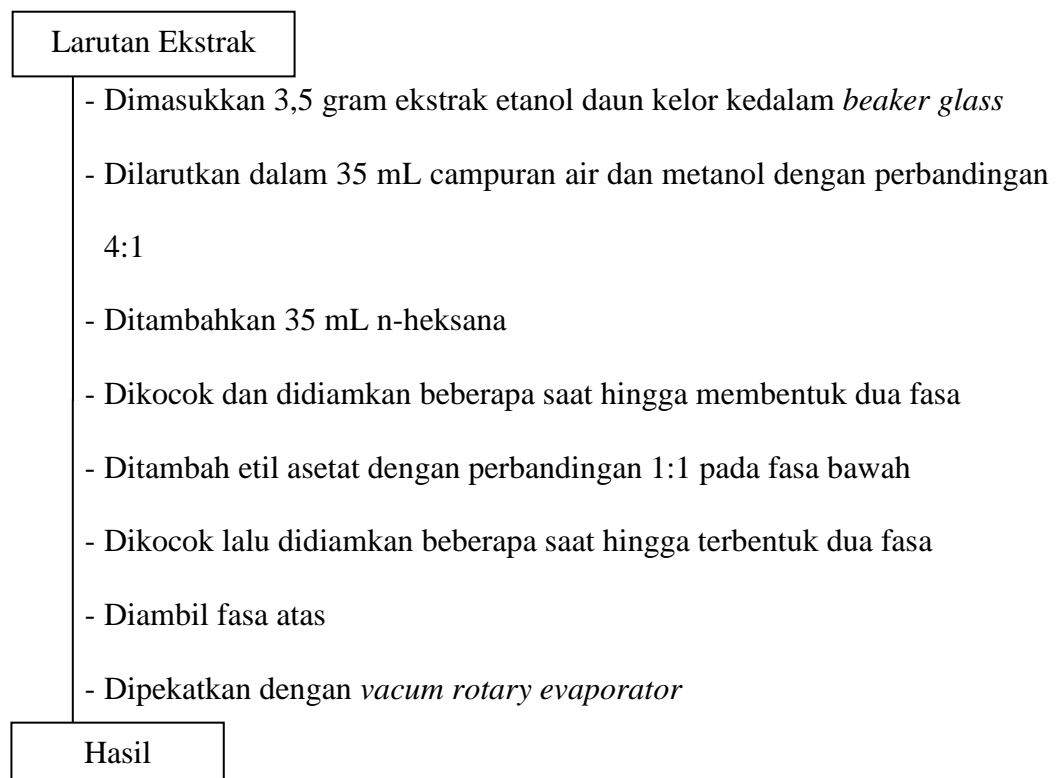 Larutan Ekstrak
- Dimasukkan 3,5 gram ekstrak etanol daun kelor kedalam beaker glass
- Dilarutkan dalam 35 mL campuran air dan metanol dengan perbandingan
4:1
- Ditambahkan 35 mL n-heksana
- Dikocok dan didiamkan beberapa saat hingga membentuk dua fasa
- Ditambah etil asetat dengan perbandingan 1:1 pada fasa bawah
- Dikocok lalu didiamkan beberapa saat hingga terbentuk dua fasa
- Diambil fasa atas
- Dipekatkan dengan vacum rotary evaporator
Hasil